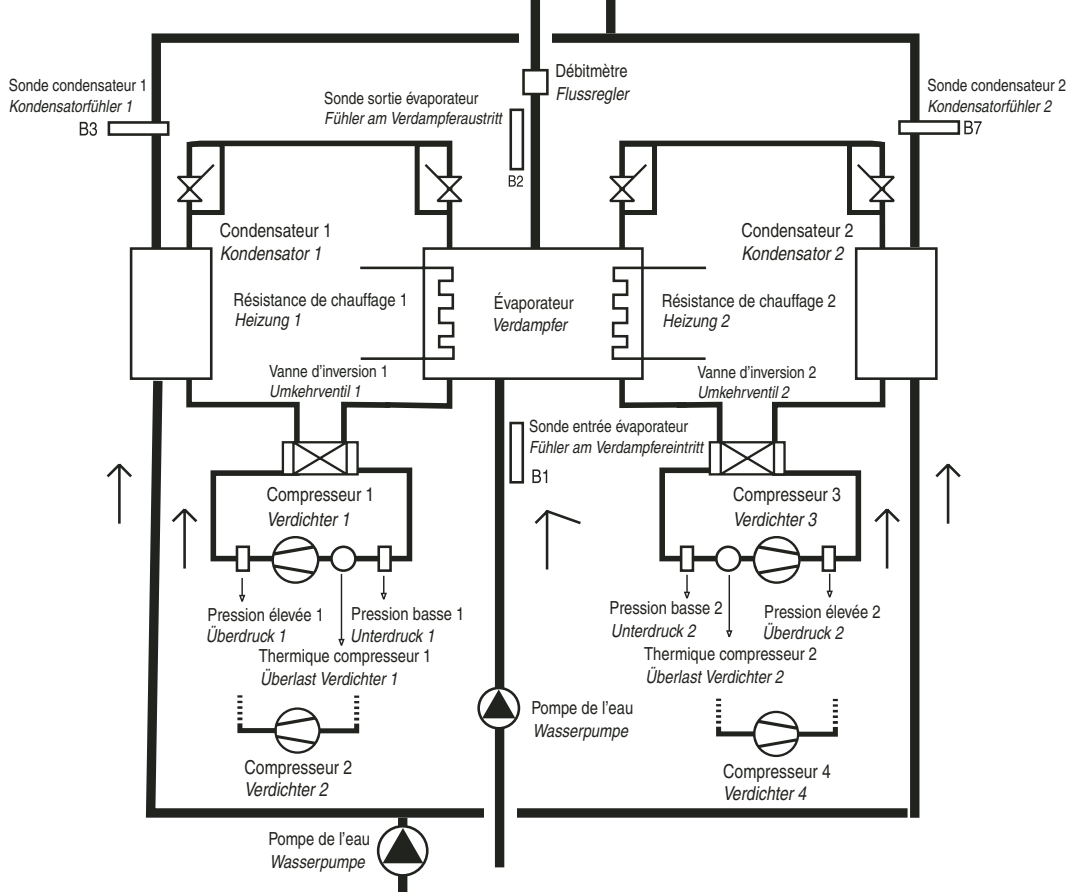 Débitmètre
Flussregler
Sonde condensateur 1
Kondensatorfühler 1
B3
Sonde sortie évaporateur
Fühler am Verdampferaustritt
B2
Sonde condensateur 2
Kondensatorfühler 2
B7
Condensateur 1
Kondensator 1
Condensateur 2
Kondensator 2
Résistance de chauffage 1
Heizung 1
Évaporateur
Verdampfer
Résistance de chauffage 2
Heizung 2
Vanne d'inversion 1
Umkehrventil 1
Vanne d'inversion 2
Umkehrventil 2
Sonde entrée évaporateur
Fühler am Verdampfereintritt
B1
Compresseur 1
Verdichter 1
Compresseur 3
Verdichter 3
Pression élevée 1
Überdruck 1
Pression basse 1
Unterdruck 1
Thermique compresseur 1
Überlast Verdichter 1
Pression basse 2
Unterdruck 2
Pression élevée 2
Überdruck 2
Thermique compresseur 2
Überlast Verdichter 2
Pompe de l'eau
Wasserpumpe
Compresseur 2
Verdichter 2
Compresseur 4
Verdichter 4
Pompe de l'eau
Wasserpumpe